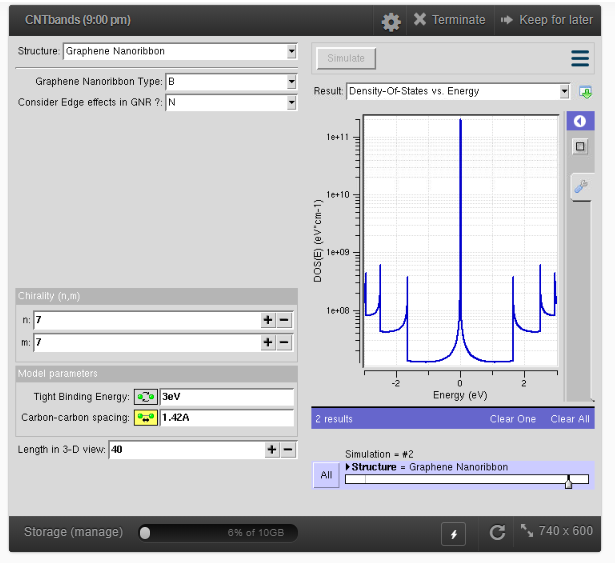 CNTbands (9:00 pm)
Terminate
Keep for later
Structure: Graphene Nanoribbon
Graphene Nanoribbon Type: B
Consider Edge effects in GNR ?: N
Chirality (n,m)
n: 7
m: 7
Model parameters
Tight Binding Energy: 3eV
Carbon-carbon spacing: 1.42A
Length in 3-D view: 40
Simulate
Result: Density-Of-States vs. Energy
DOS(E) (eV*cm-1)
1e+11
1e+10
1e+09
1e+08
-2 0 2
Energy (eV)
2 results Clear One Clear All
Simulation = #2
All
Structure = Graphene Nanoribbon
Storage (manage) 6% of 10GB
740 x 600